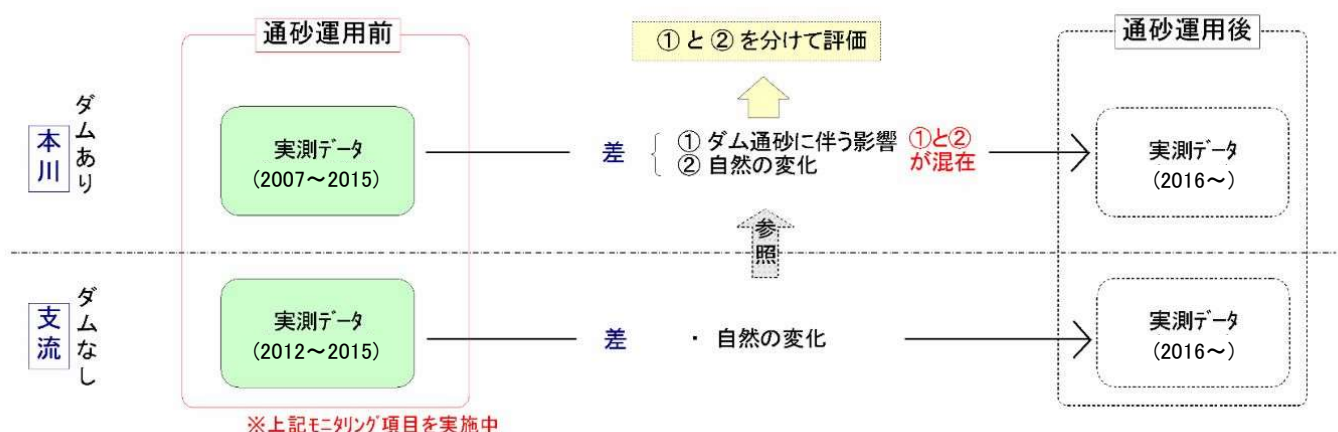 通砂運用前
①と②を分けて評価
通砂運用後
本川
ダムあり
実測データ
(2007～2015)
差
① ダム通砂に伴う影響
② 自然の変化
①と②
が混在
実測データ
(2016～)
参照
支流
ダムなし
実測データ
(2012～2015)
差
・ 自然の変化
実測データ
(2016～)
※上記ﾓﾆﾀﾘﾝｸﾞ項目を実施中